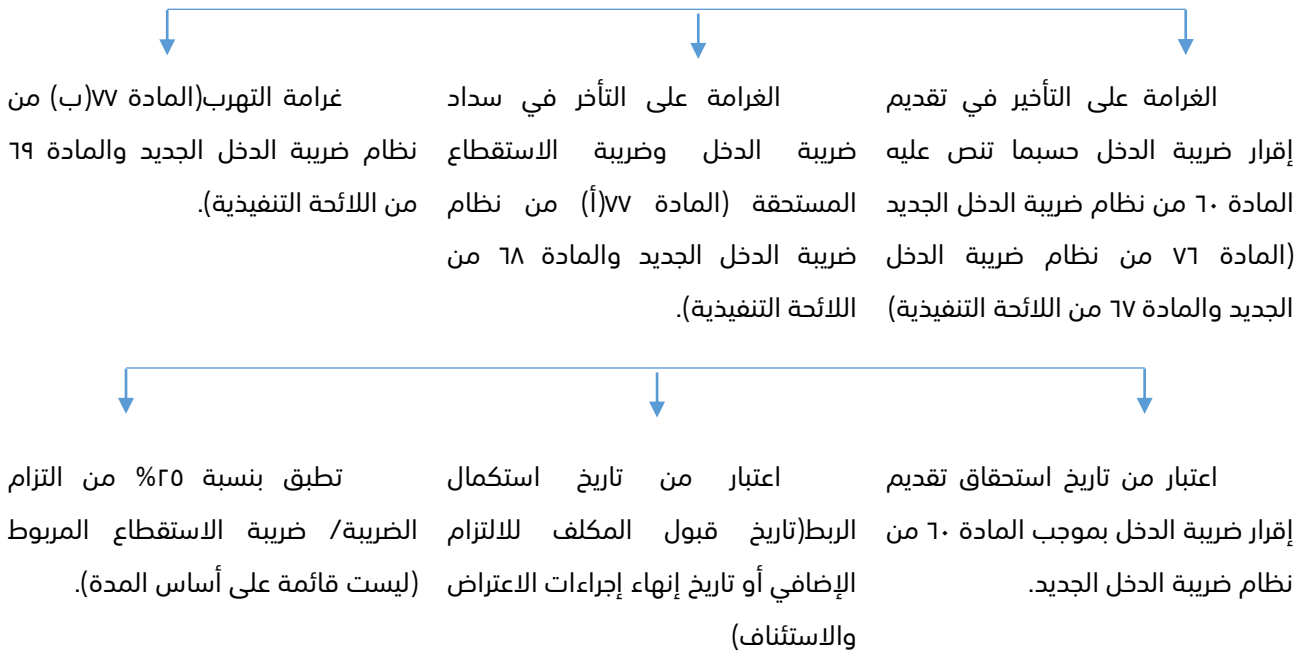 الغرامة على التأخير في تقديم
إقرار ضريبة الدخل حسبما تنص عليه
المادة ٦٠ من نظام ضريبة الدخل الجديد
(المادة ٧٦ من نظام ضريبة الدخل
الجديد والمادة ٦٧ من اللائحة التنفيذية)
الغرامة على التأخر في سداد
ضريبة الدخل وضريبة الاستقطاع
المستحقة (المادة ٧٧(أ) من نظام
ضريبة الدخل الجديد والمادة ٦٨ من
اللائحة التنفيذية).
غرامة التهرب(المادة ٧٧(ب) من
نظام ضريبة الدخل الجديد والمادة ٦٩
من اللائحة التنفيذية).
اعتبار من تاريخ استحقاق تقديم
إقرار ضريبة الدخل بموجب المادة ٦٠ من
نظام ضريبة الدخل الجديد.
اعتبار من تاريخ استكمال
الربط(تاريخ قبول المكلف للالتزام
الإضافي أو تاريخ إنهاء إجراءات الاعتراض
والاستئناف)
تطبق بنسبة ٢٥% من التزام
الضريبة/ ضريبة الاستقطاع المربوط
(ليست قائمة على أساس المدة).